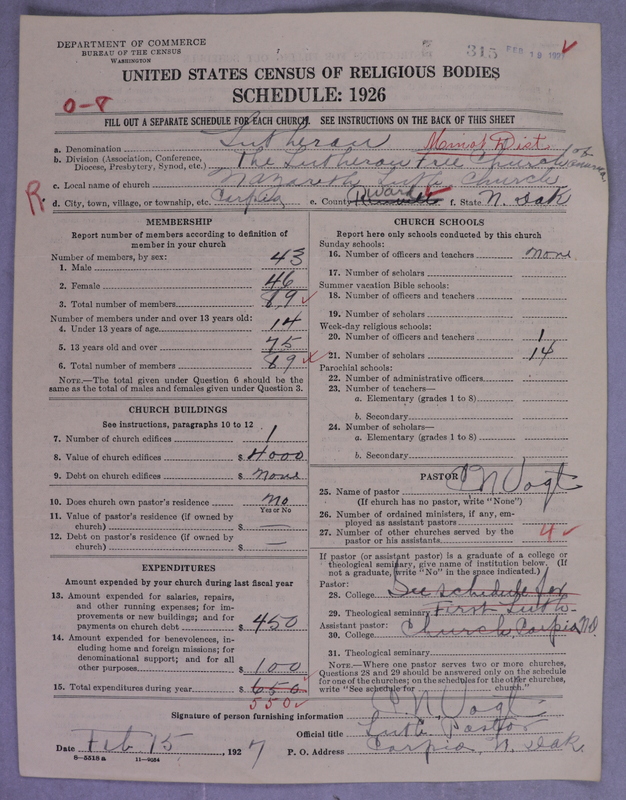 DEPARTMENT OF COMMERCE
BUREAU OF THE CENSUS
WASHINGTON
315 FEB 18 192
UNITED STATES CENSUS OF RELIGIOUS BODIES
SCHEDULE: 1926
0-8
FILL OUT A SEPARATE SCHEDULE FOR EACH CHURCH. SEE INSTRUCTIONS ON THE BACK OF THIS SHEET
a. Denomination Lutheran Minot Dist
b. Division (Association, Conference, Diocese, Presbytery, Synod, etc.) The Lutheran Free Church of America
c. Local name of church Nazareth Luth Church
R
d. City, town, village, or township, etc. Carpio e. County Ward f. State N. Dak
MEMBERSHIP
Report number of members according to definition of
member in your church
Number of members, by sex:
1. Male 43
2. Female 46
3. Total number of members 89
Number of members under and over 13 years old:
4. Under 13 years of age 14
5. 13 years old and over 75
6. Total number of members 89
NOTE.—The total given under Question 6 should be the
same as the total of males and females given under Question 3.
CHURCH BUILDINGS
See instructions, paragraphs 10 to 12
7. Number of church edifices 1
8. Value of church edifices $ 4000
9. Debt on church edifices $ None
10. Does church own pastor's residence No
Yes or No
11. Value of pastor's residence (if owned by
church) $ —
12. Debt on pastor's residence (if owned by
church) $ —
EXPENDITURES
Amount expended by your church during last fiscal year
13. Amount expended for salaries, repairs,
and other running expenses; for im-
provements or new buildings; and for
payments on church debt $ 450
14. Amount expended for benevolences, in-
cluding home and foreign missions; for
denominational support; and for all
other purposes $ 100
15. Total expenditures during year $ 650
550
CHURCH SCHOOLS
Report here only schools conducted by this church
Sunday schools:
16. Number of officers and teachers None
17. Number of scholars
Summer vacation Bible schools:
18. Number of officers and teachers
19. Number of scholars
Week-day religious schools:
20. Number of officers and teachers 1
21. Number of scholars 14
Parochial schools:
22. Number of administrative officers
23. Number of teachers—
a. Elementary (grades 1 to 8)
b. Secondary
24. Number of scholars—
a. Elementary (grades 1 to 8)
b. Secondary
PASTOR
25. Name of pastor C N Vogt
(If church has no pastor, write "None")
26. Number of ordained ministers, if any, em-
ployed as assistant pastors
27. Number of other churches served by the
pastor or his assistants 4
If pastor (or assistant pastor) is a graduate of a college or
theological seminary, give name of institution below. (If
not a graduate, write "No" in the space indicated.)
Pastor:
28. College See schedule for
29. Theological seminary First Luth.
Assistant pastor:
30. College Church, Carpio N.D.
31. Theological seminary
NOTE.—Where one pastor serves two or more churches,
Questions 28 and 29 should be answered only on the schedule
for one of the churches; on the schedules for the other churches,
write "See schedule for church."
Signature of person furnishing information C. N. Vogt
Official title Luth. Pastor
Date Feb 15, 1927 P. O. Address Carpio, N. Dak.
8—5518 a 11—9264